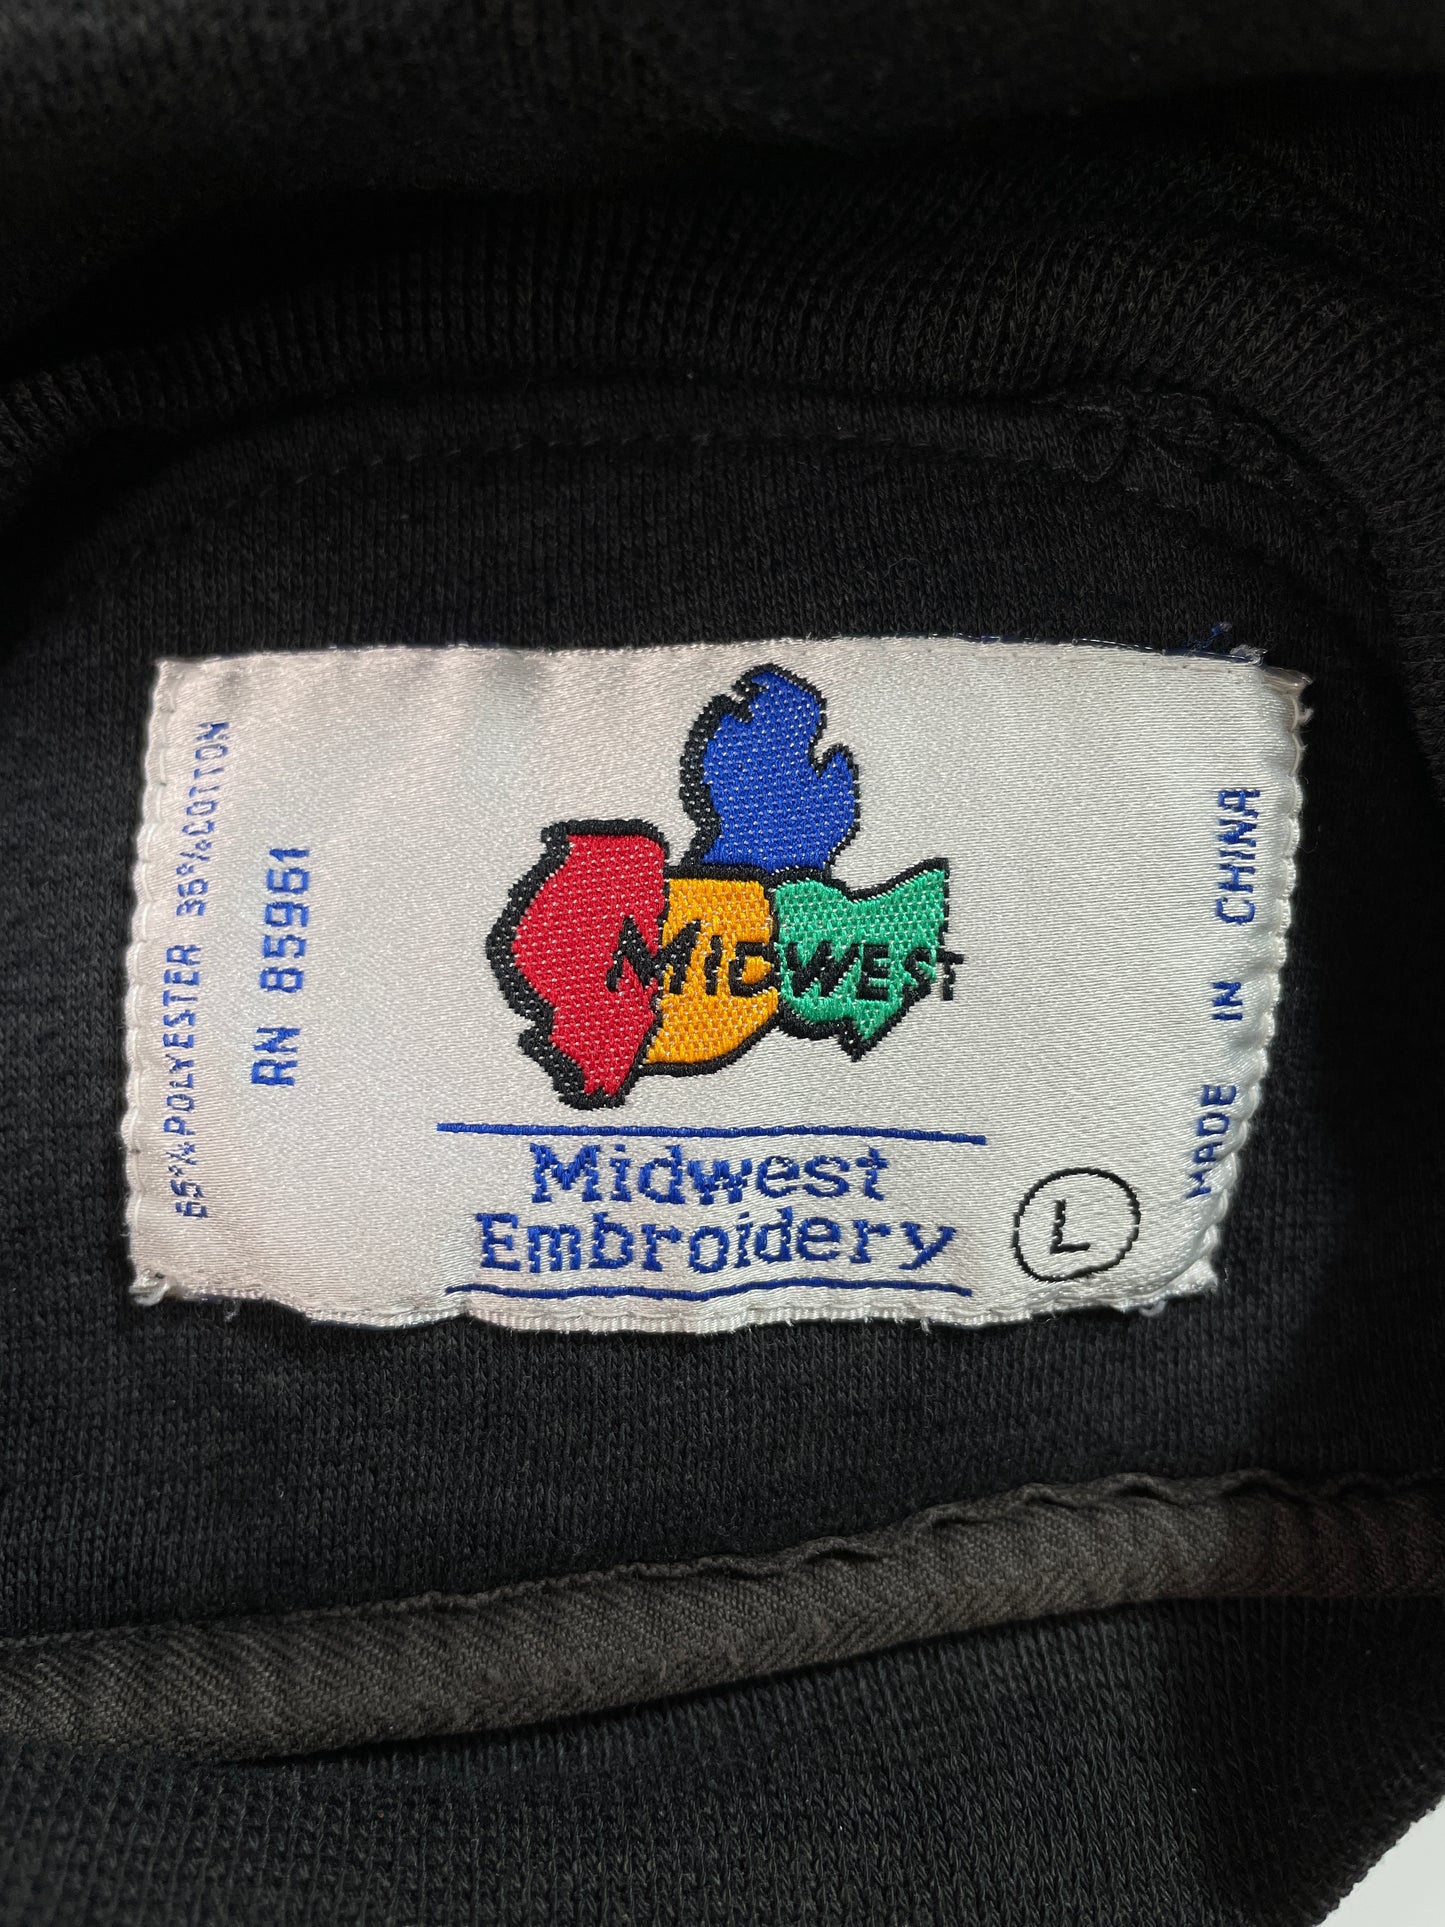 65% POLYESTER 35% COTTON
RN 85961
MIDWEST
Midwest
Embroidery
L
MADE IN CHINA